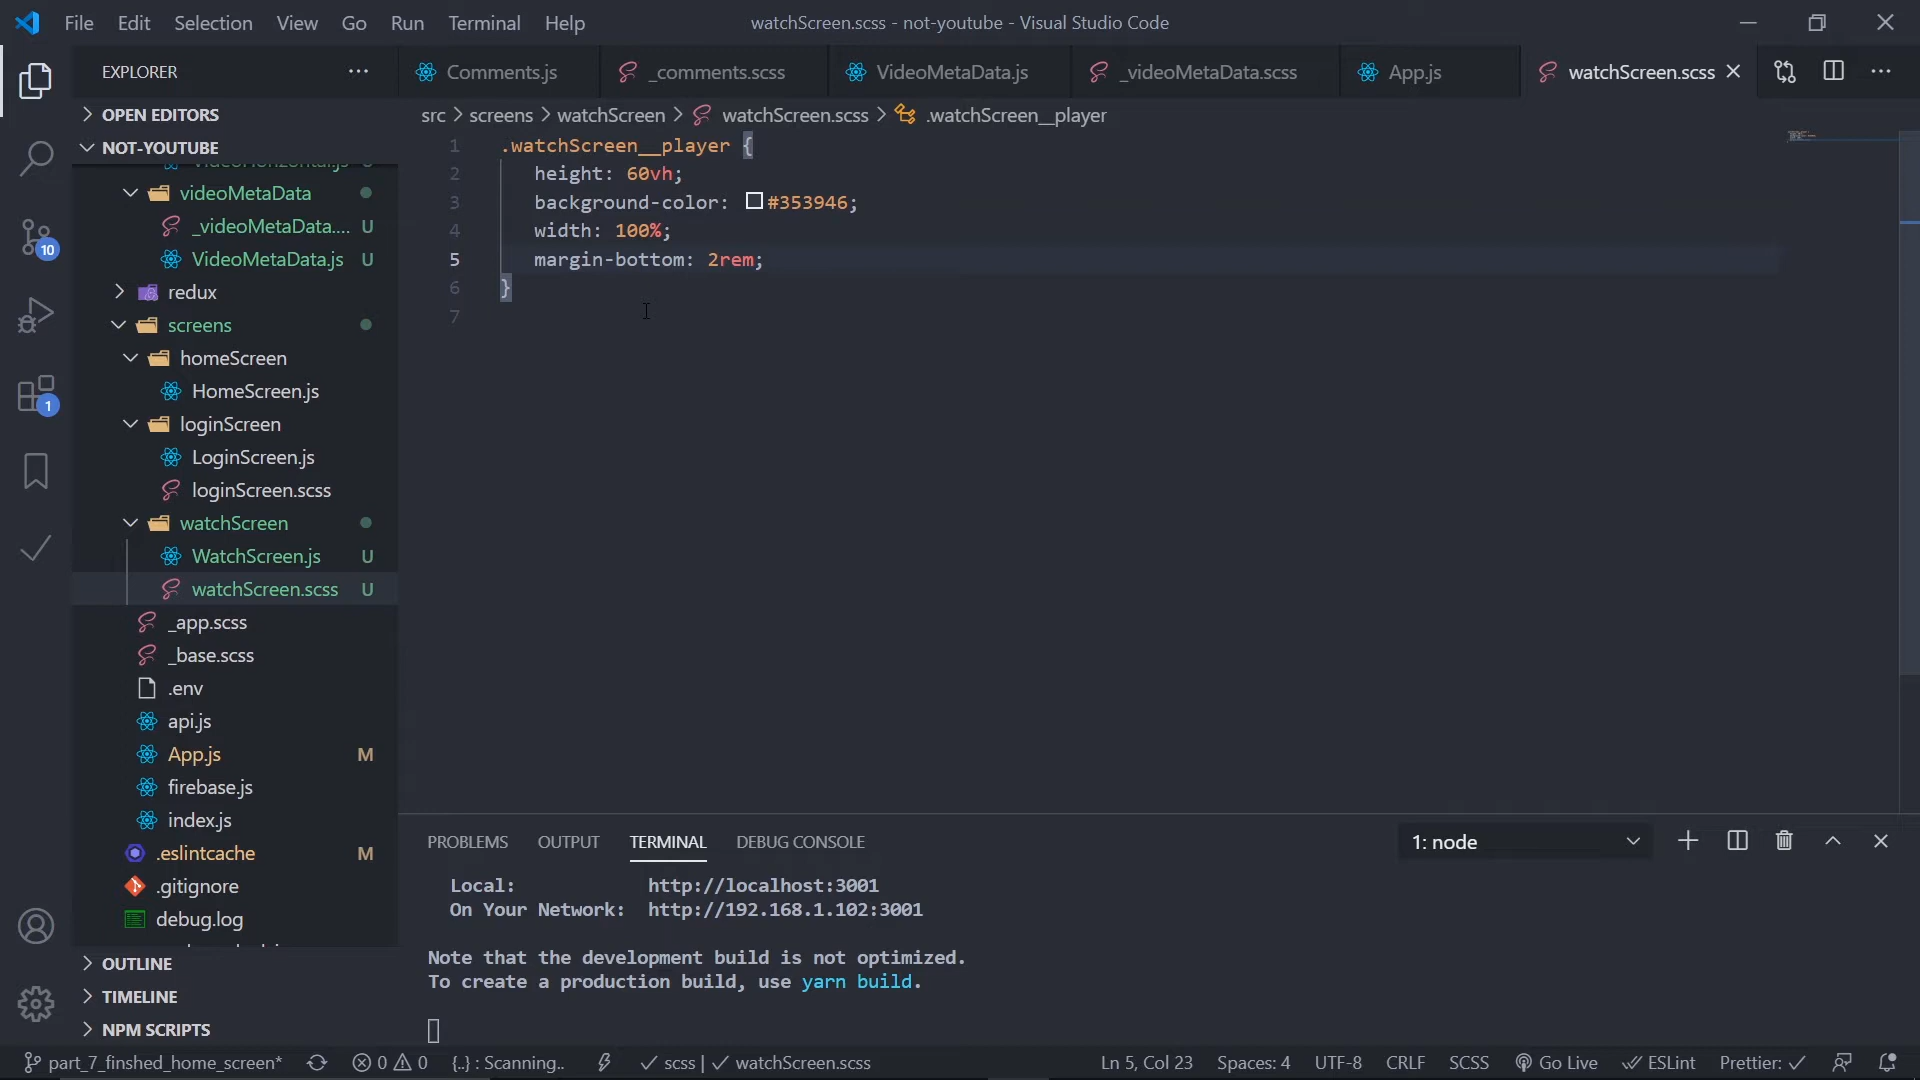 File Edit Selection View Go Run Terminal Help
watchScreen.scss - not-youtube - Visual Studio Code
EXPLORER
Comments.js
_comments.scss
VideoMetaData.js
_videoMetaData.scss
App.js
watchScreen.scss
OPEN EDITORS
NOT-YOUTUBE
videoMetaData
_videoMetaData.... U
VideoMetaData.js U
redux
screens
homeScreen
HomeScreen.js
loginScreen
LoginScreen.js
loginScreen.scss
watchScreen
WatchScreen.js U
watchScreen.scss U
_app.scss
_base.scss
.env
api.js
App.js M
firebase.js
index.js
.eslintcache M
.gitignore
debug.log
OUTLINE
TIMELINE
NPM SCRIPTS
10
1
src > screens > watchScreen > watchScreen.scss > .watchScreen__player
1 .watchScreen__player {
2 height: 60vh;
3 background-color: #353946;
4 width: 100%;
5 margin-bottom: 2rem;
6 }
7
PROBLEMS OUTPUT TERMINAL DEBUG CONSOLE
1: node
Local: http://localhost:3001
On Your Network: http://192.168.1.102:3001
Note that the development build is not optimized.
To create a production build, use yarn build.
part_7_finshed_home_screen* 0 0 {..} : Scanning.. scss | watchScreen.scss
Ln 5, Col 23 Spaces: 4 UTF-8 CRLF SCSS Go Live ESLint Prettier: